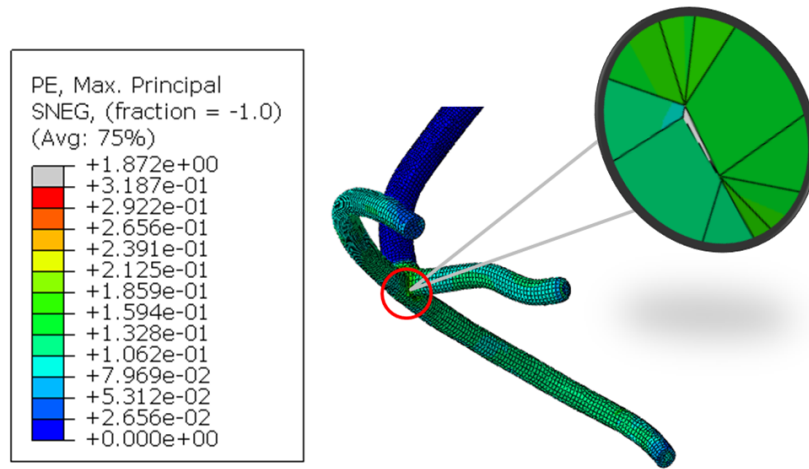 PE, Max. Principal
SNEG, (fraction = -1.0)
(Avg: 75%)
+1.872e+00
+3.187e-01
+2.922e-01
+2.656e-01
+2.391e-01
+2.125e-01
+1.859e-01
+1.594e-01
+1.328e-01
+1.062e-01
+7.969e-02
+5.312e-02
+2.656e-02
+0.000e+00